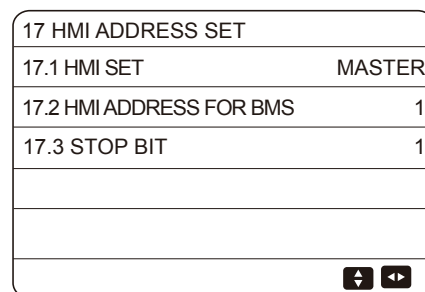 17 HMI ADDRESS SET
17.1 HMI SET MASTER
17.2 HMI ADDRESS FOR BMS 1
17.3 STOP BIT 1